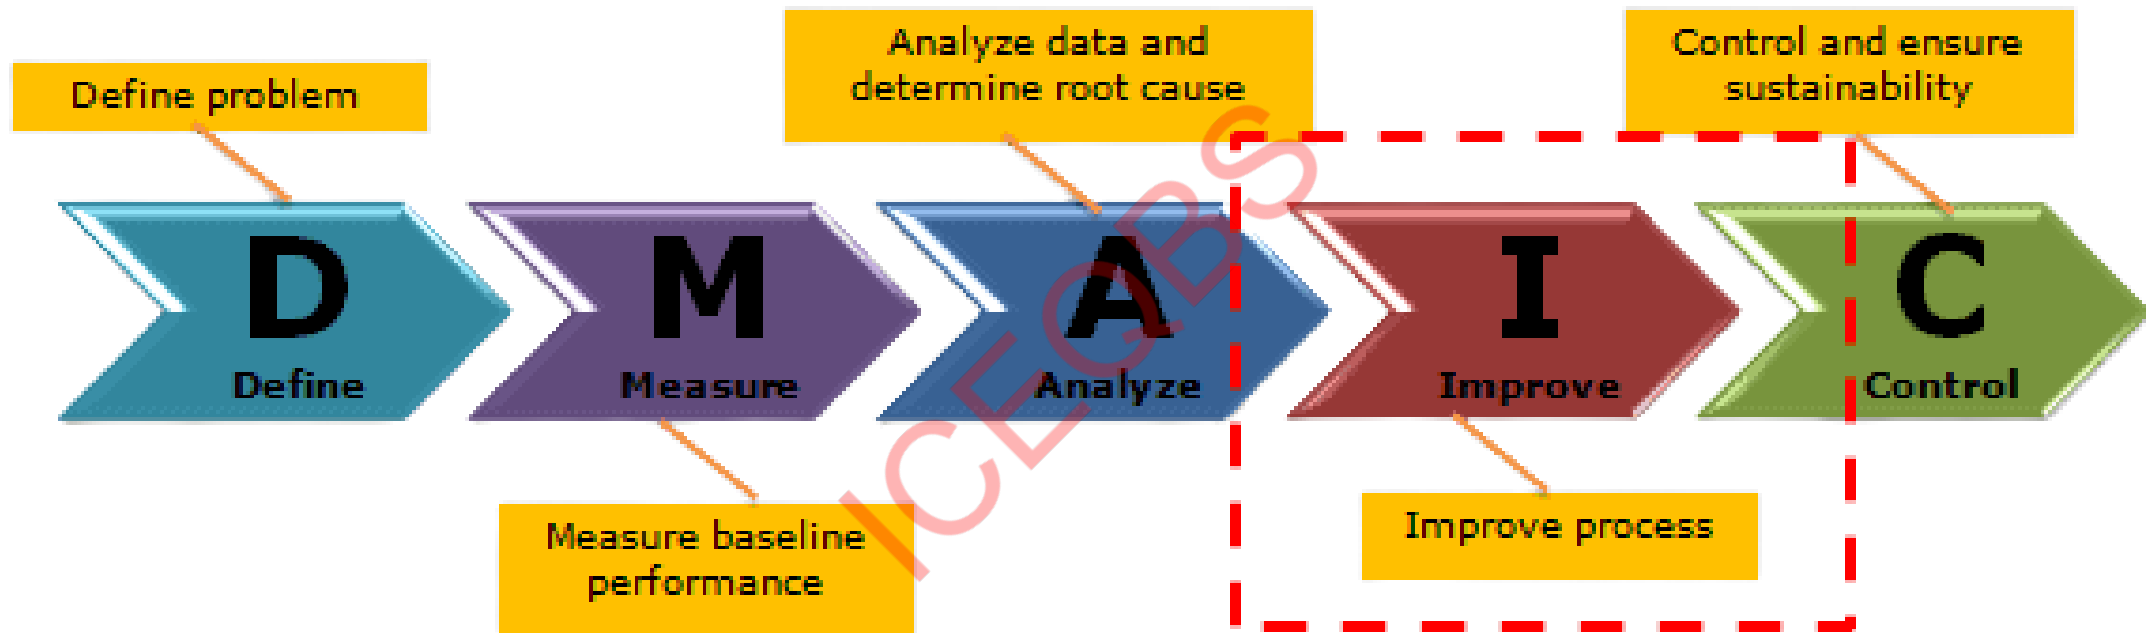 Define problem
Analyze data and
determine root cause
Control and ensure
sustainability
D
Define
M
Measure
A
Analyze
I
Improve
C
Control
Measure baseline
performance
Improve process
ICEQBS